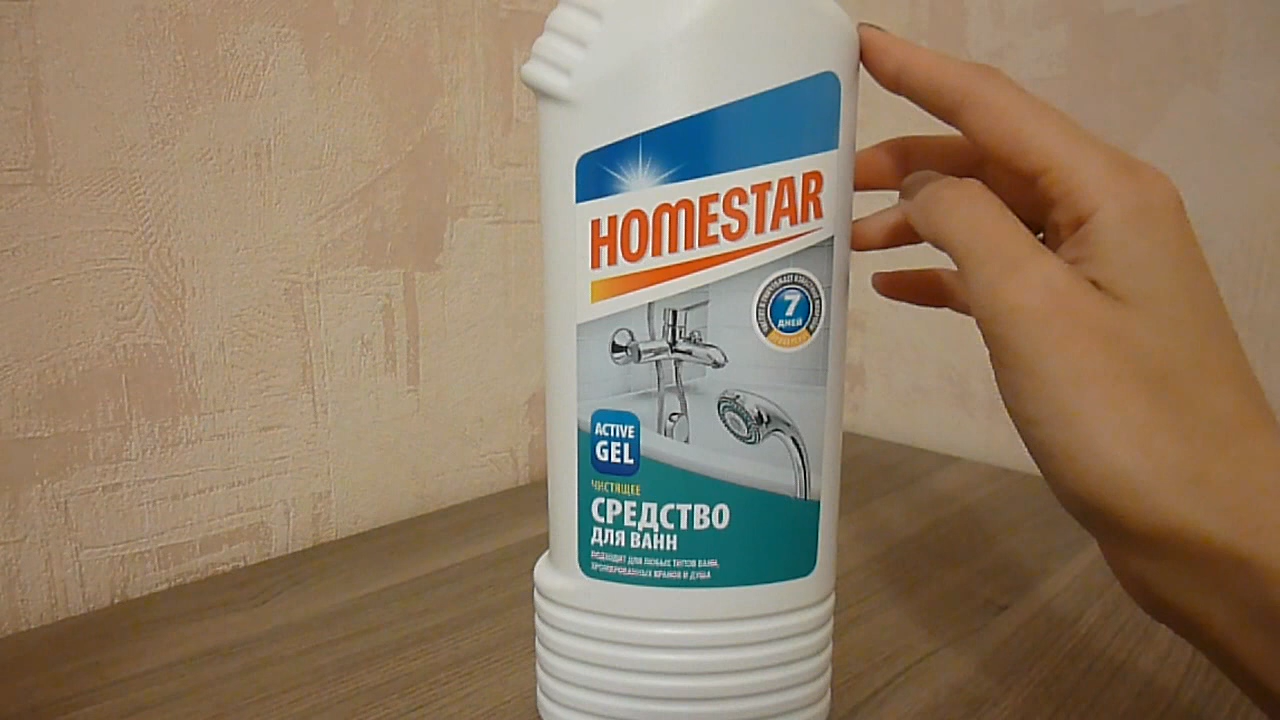 HOMESTAR
7
ДНЕЙ
ACTIVE
GEL
ЧИСТЯЩЕЕ
СРЕДСТВО
ДЛЯ ВАНН
ПОДХОДИТ ДЛЯ ЛЮБЫХ ТИПОВ ВАНН,
ХРОМИРОВАННЫХ КРАНОВ И ДУША